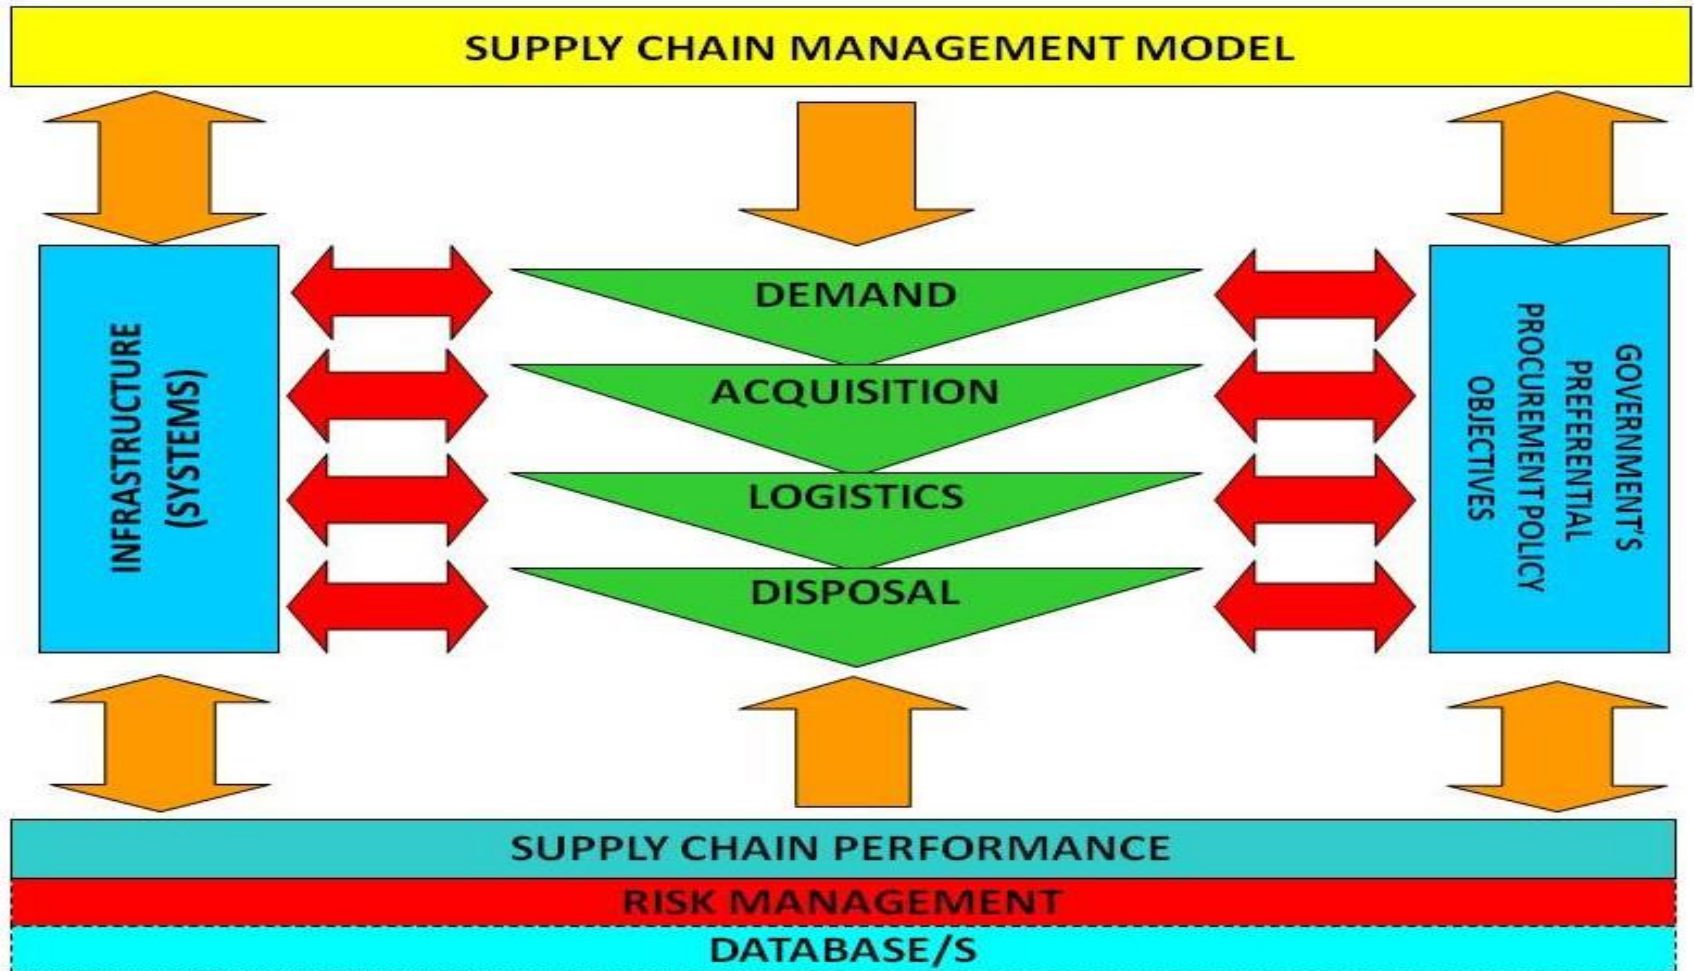 SUPPLY CHAIN MANAGEMENT MODEL
INFRASTRUCTURE
(SYSTEMS)
DEMAND
ACQUISITION
LOGISTICS
DISPOSAL
GOVERNMENT'S
PREFERENTIAL
PROCUREMENT POLICY
OBJECTIVES
SUPPLY CHAIN PERFORMANCE
RISK MANAGEMENT
DATABASE/S